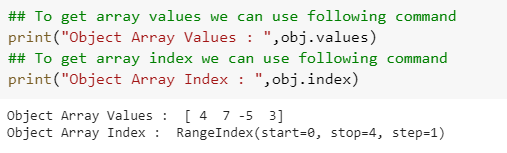 ## To get array values we can use following command
print("Object Array Values : ",obj.values)
## To get array index we can use following command
print("Object Array Index : ",obj.index)
Object Array Values :  [ 4  7 -5  3]
Object Array Index :  RangeIndex(start=0, stop=4, step=1)